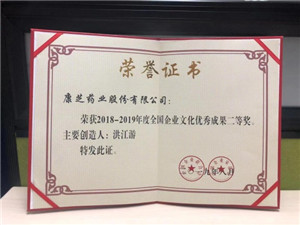 荣誉证书
康芝药业股份有限公司：
荣获2018-2019年度全国企业文化优秀成果二等奖。
主要创造人：洪江游
特发此证。